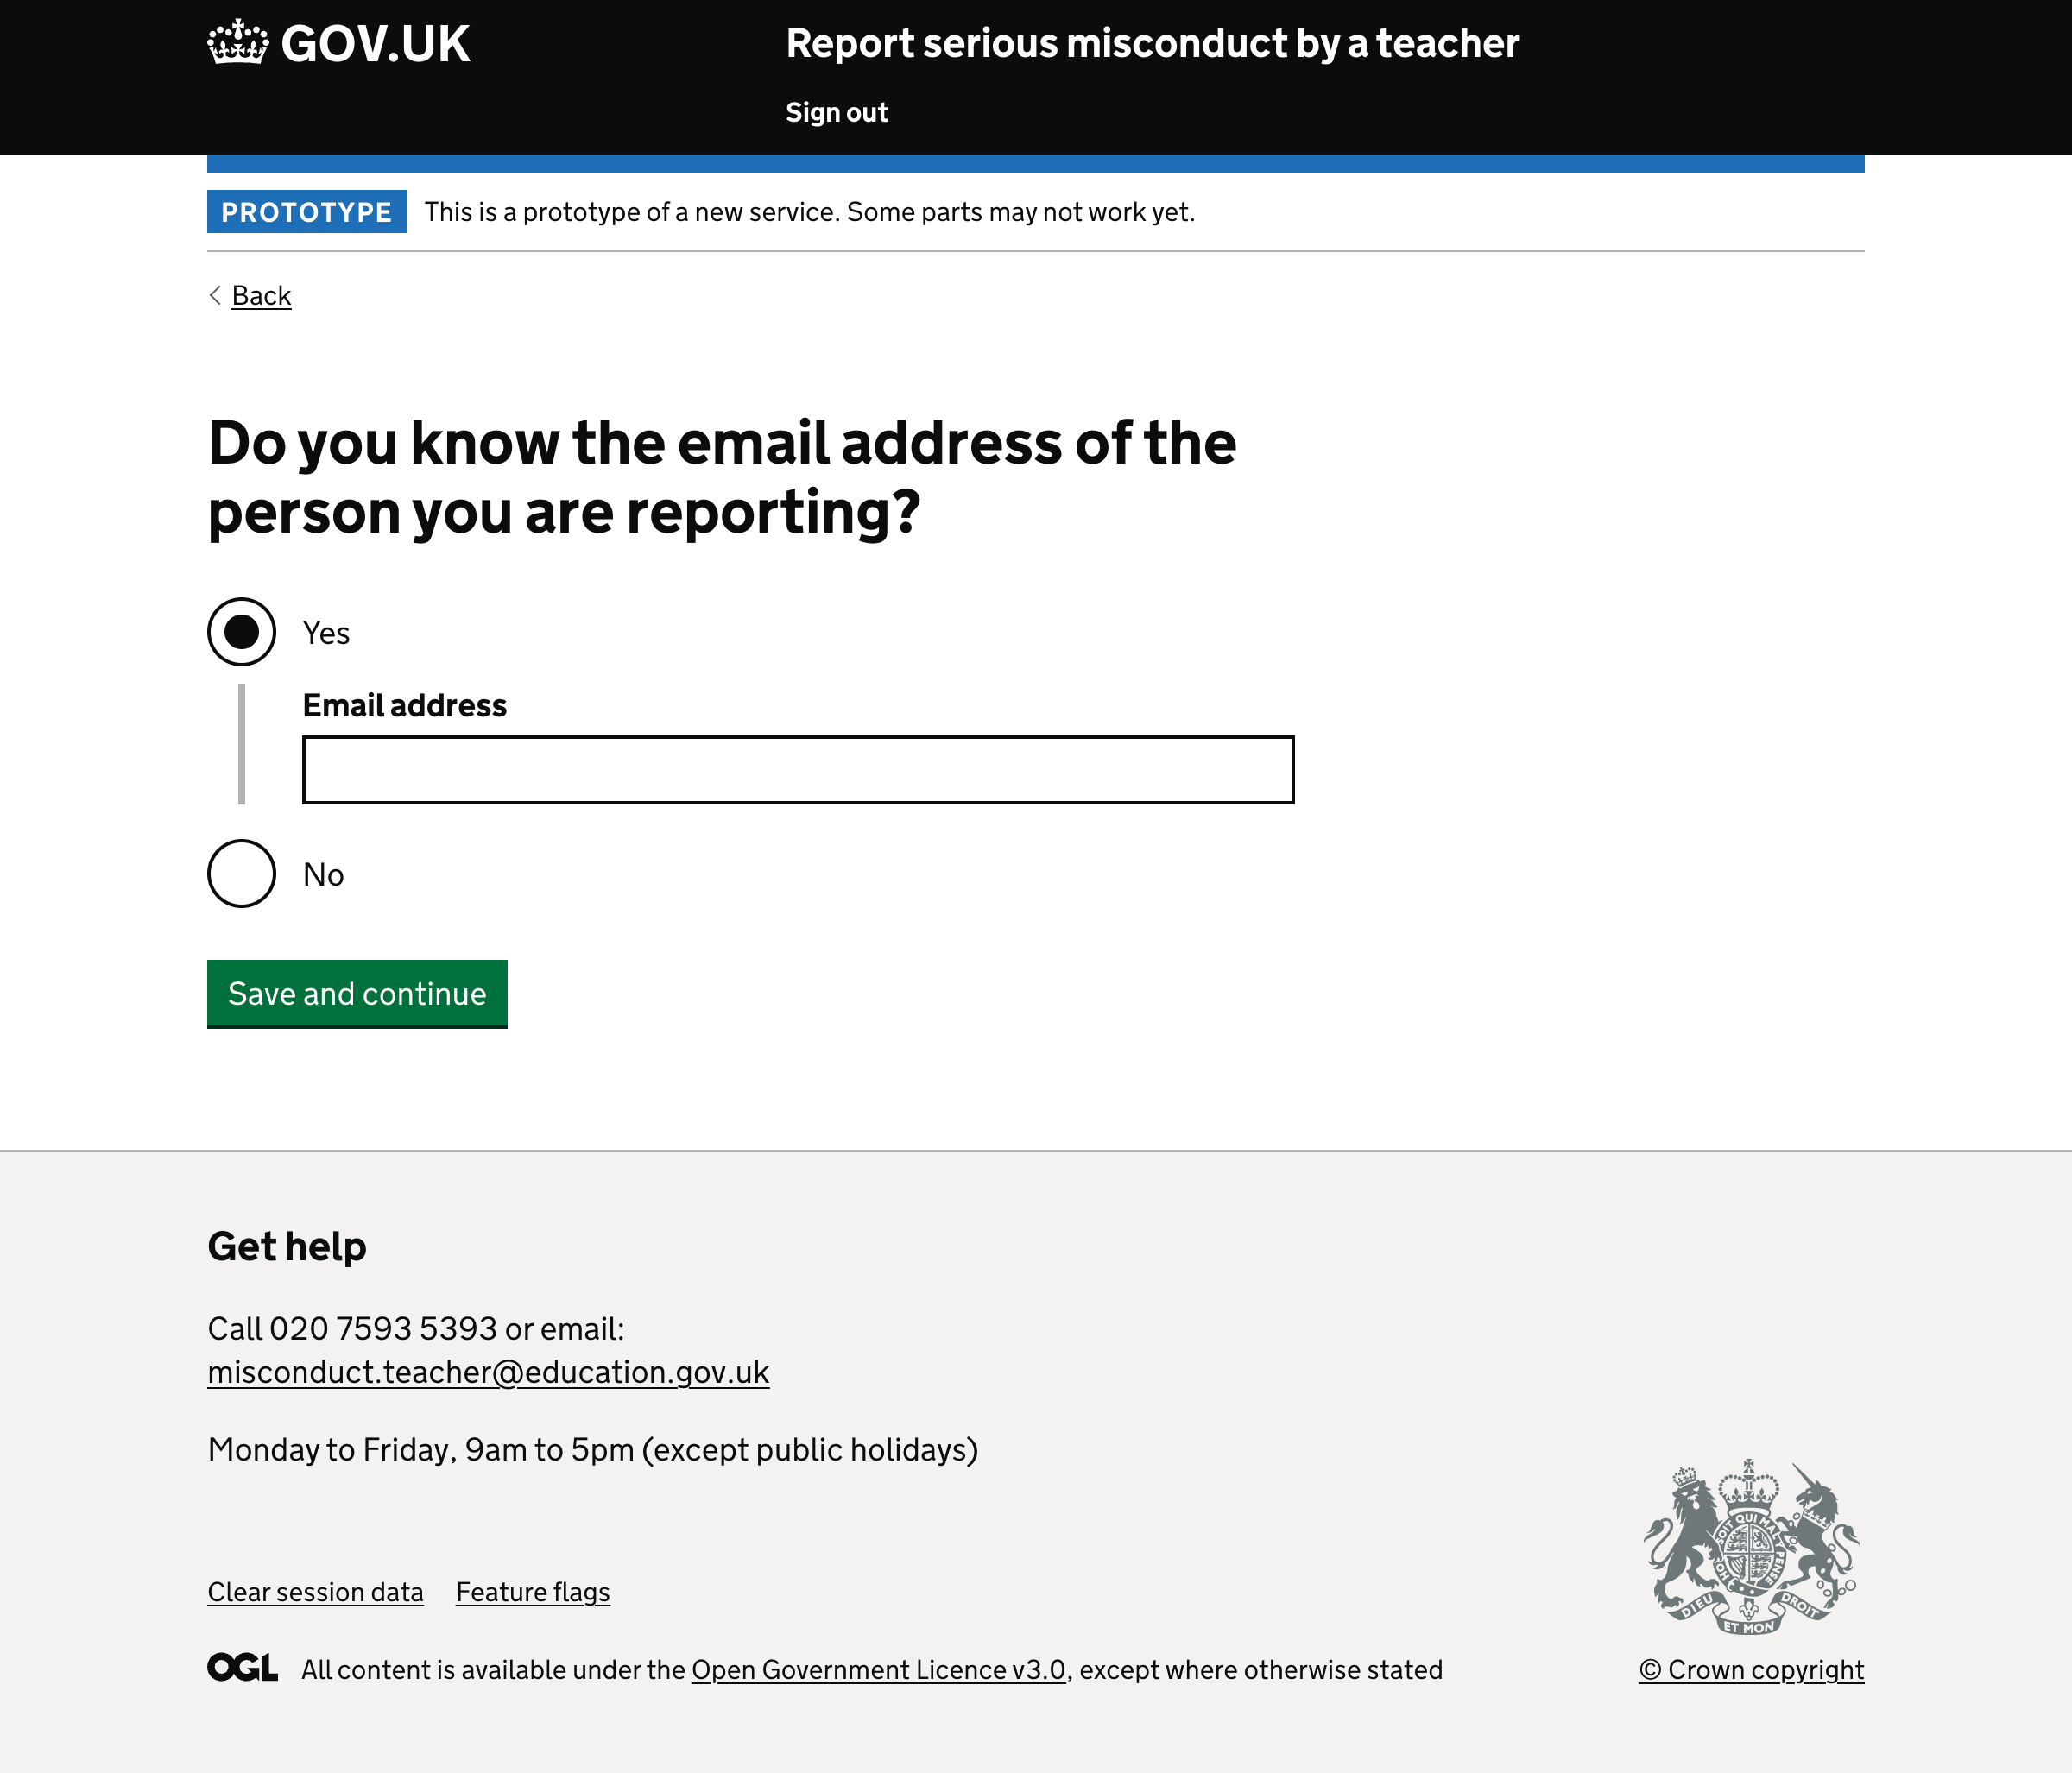 GOV.UK
Report serious misconduct by a teacher
Sign out
PROTOTYPE This is a prototype of a new service. Some parts may not work yet.
Back
Do you know the email address of the
person you are reporting?
Yes
Email address
No
Save and continue
Get help
Call 020 7593 5393 or email:
misconduct.teacher@education.gov.uk
Monday to Friday, 9am to 5pm (except public holidays)
Clear session data Feature flags
SOIT QUI MAL
HON
PENSE
DIEU
ET MON
DROIT
OGL All content is available under the Open Government Licence v3.0, except where otherwise stated
© Crown copyright